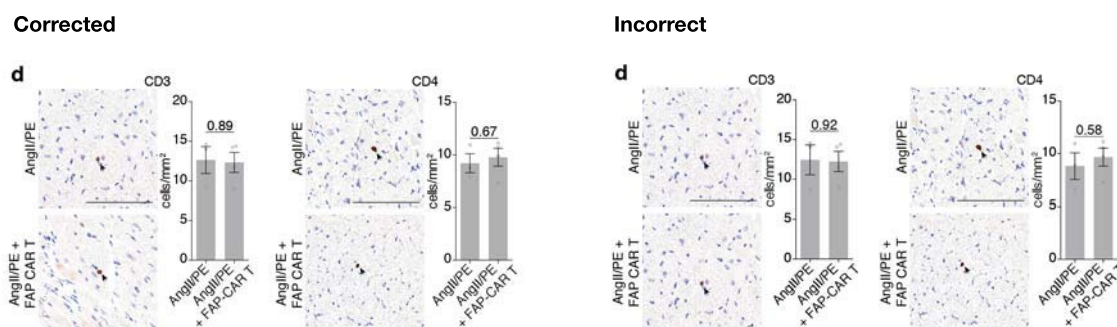 Corrected
d
CD3
CD4
AngII/PE
AngII/PE +
FAP CAR T
20
15
10
5
0
cells/mm²
0.89
AngII/PE
AngII/PE
+ FAP-CAR T
AngII/PE
AngII/PE +
FAP CAR T
15
10
5
0
cells/mm²
0.67
AngII/PE
AngII/PE
+ FAP-CAR T
Incorrect
d
CD3
CD4
AngII/PE
AngII/PE +
FAP CAR T
20
15
10
5
0
cells/mm²
0.92
AngII/PE
AngII/PE
+ FAP-CAR T
AngII/PE
AngII/PE +
FAP CAR T
15
10
5
0
cells/mm²
0.58
AngII/PE
AngII/PE
+ FAP-CAR T